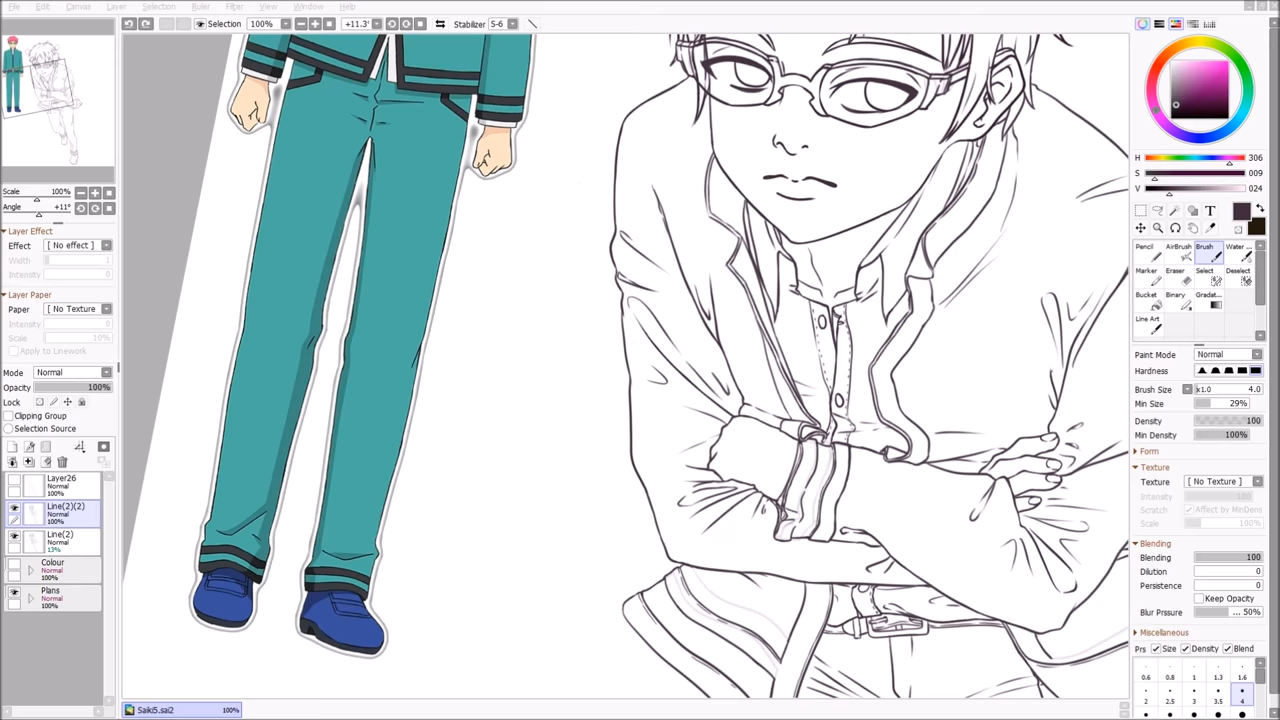 File Edit Canvas Layer Selection Ruler Filter View Window Help
Selection 100% +11.3° Stabilizer S-6
Scale 100%
Angle +11°
Layer Effect
Effect [ No effect ]
Width 1
Intensity 0
Layer Paper
Paper [ No Texture
Intensity 0
Scale 10%
Apply to Linework
Mode Normal
Opacity 100%
Lock
Clipping Group
Selection Source
Layer26
Normal
100%
Line(2)(2)
Normal
100%
Line(2)
Normal
13%
Colour
Normal
100%
Plans
Normal
100%
Saiki5.sai2 100%
H 306
S 009
V 024
T
Pencil AirBrush Brush Water ...
Marker Eraser Select Deselect
Bucket Binary Gradat...
Line Art
Paint Mode Normal
Hardness
Brush Size x1.0 4.0
Min Size 29%
Density 100
Min Density 100%
Form
Texture
Texture [ No Texture ]
Intensity 100
Scratch Affect by MinDens
Scale 100%
Blending
Blending 100
Dilution 0
Persistence 0
Keep Opacity
Blur Prssure ... 50%
Miscellaneous
Prs Size Density Blend
0.6 0.8 1 1.3 1.6
2 2.5 3 3.5 4